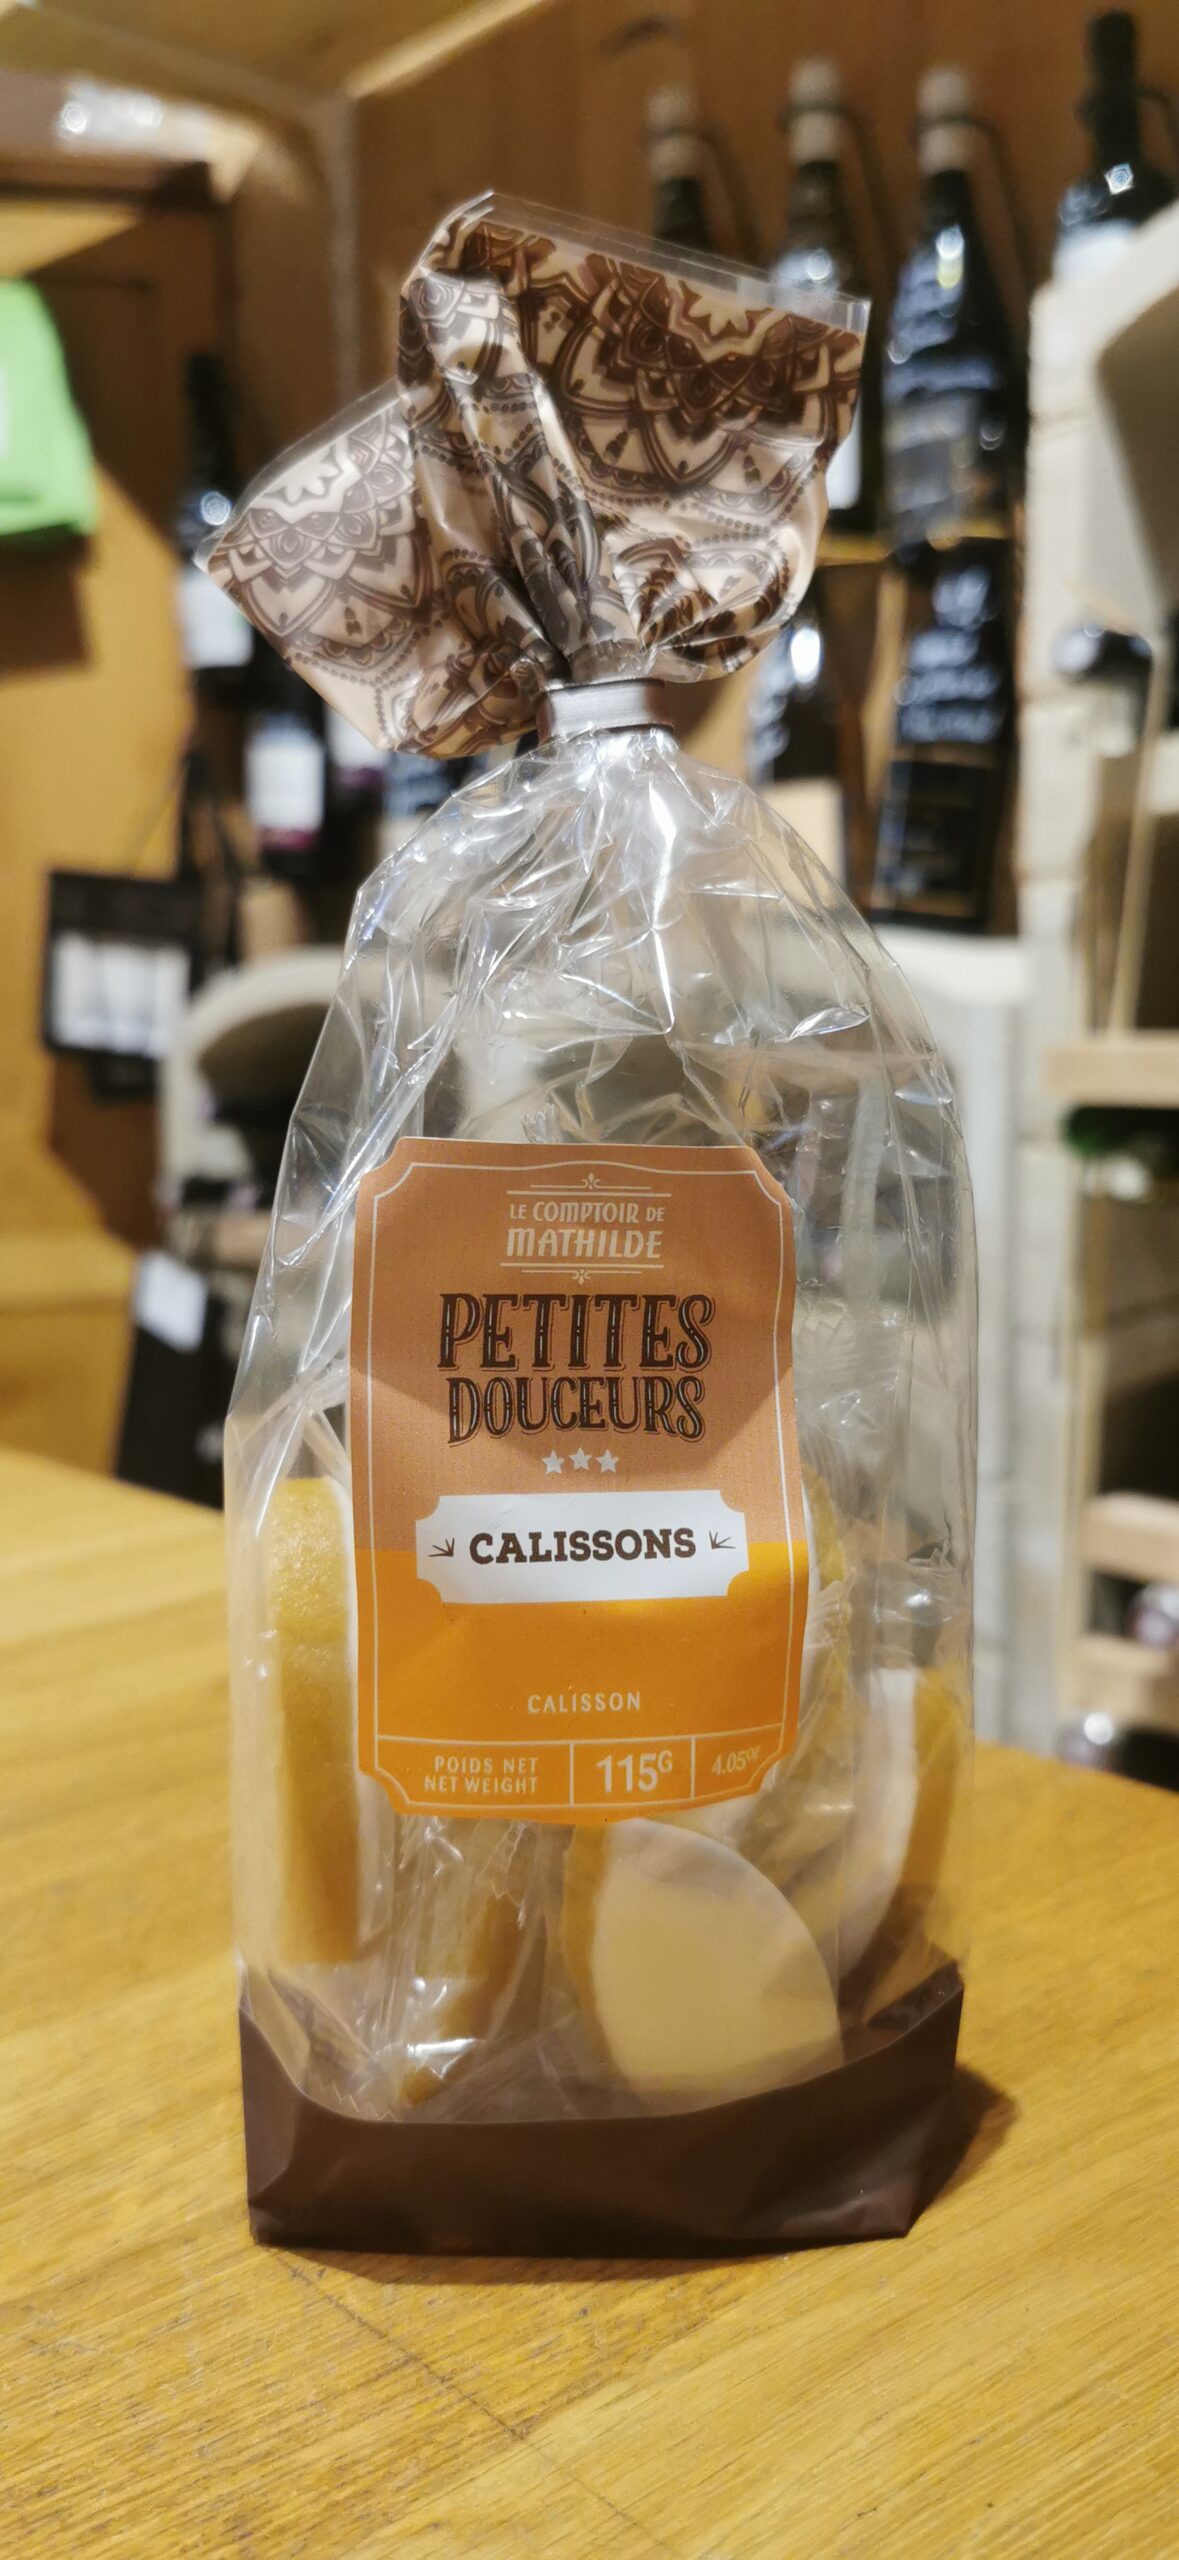 LE COMPTOIR DE
MATHILDE
PETITES
DOUCEURS
CALISSONS
CALISSON
POIDS NET
NET WEIGHT
115G
4.05oz